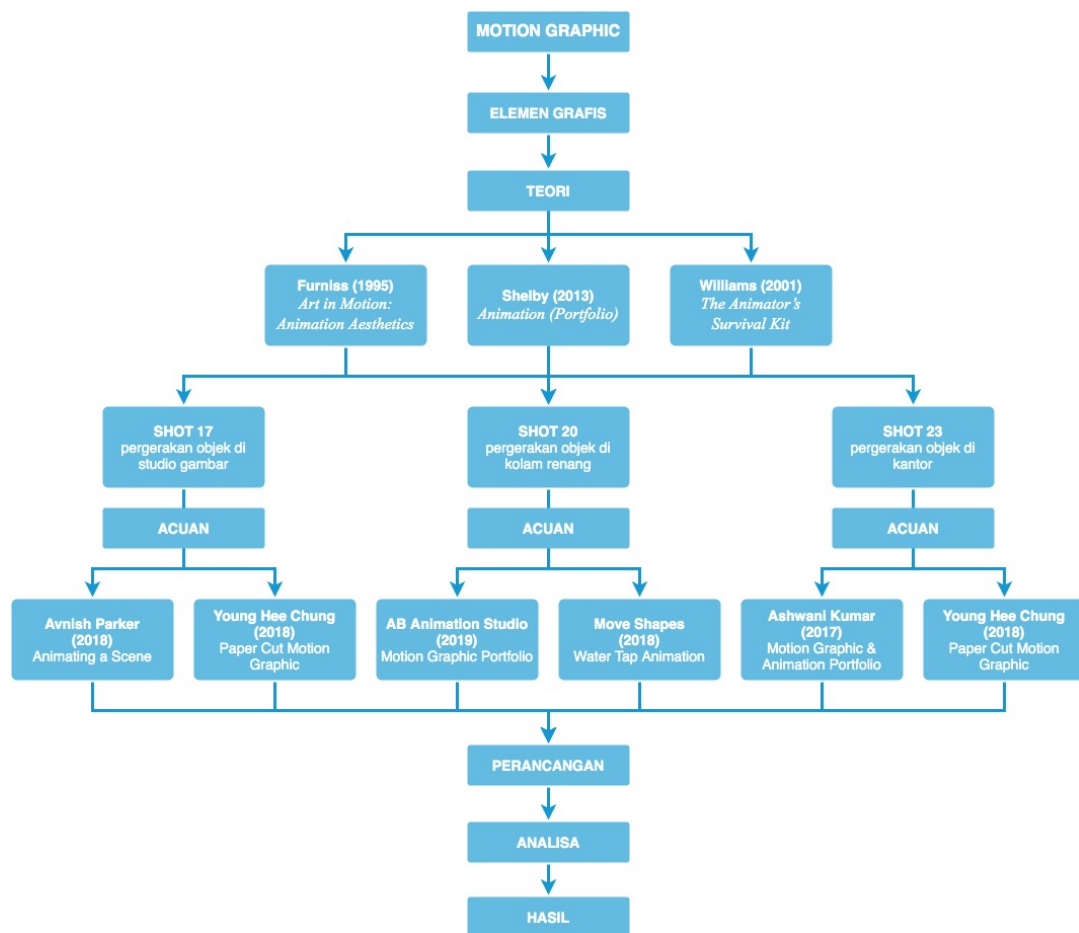 MOTION GRAPHIC
ELEMEN GRAFIS
TEORI
Furniss (1995)
Art in Motion:
Animation Aesthetics
Shelby (2013)
Animation (Portfolio)
Williams (2001)
The Animator's
Survival Kit
SHOT 17
pergerakan objek di
studio gambar
SHOT 20
pergerakan objek di
kolam renang
SHOT 23
pergerakan objek di
kantor
ACUAN
ACUAN
ACUAN
Avnish Parker
(2018)
Animating a Scene
Young Hee Chung
(2018)
Paper Cut Motion
Graphic
AB Animation Studio
(2019)
Motion Graphic Portfolio
Move Shapes
(2018)
Water Tap Animation
Ashwani Kumar
(2017)
Motion Graphic &
Animation Portfolio
Young Hee Chung
(2018)
Paper Cut Motion
Graphic
PERANCANGAN
ANALISA
HASIL